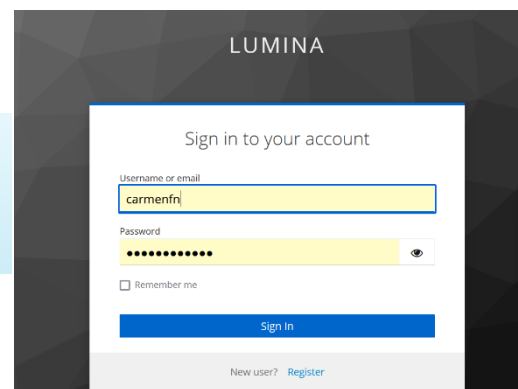 LUMINA
Sign in to your account
Username or email
carmenfn
Password
●●●●●●●●●●●●
Remember me
Sign In
New user? Register